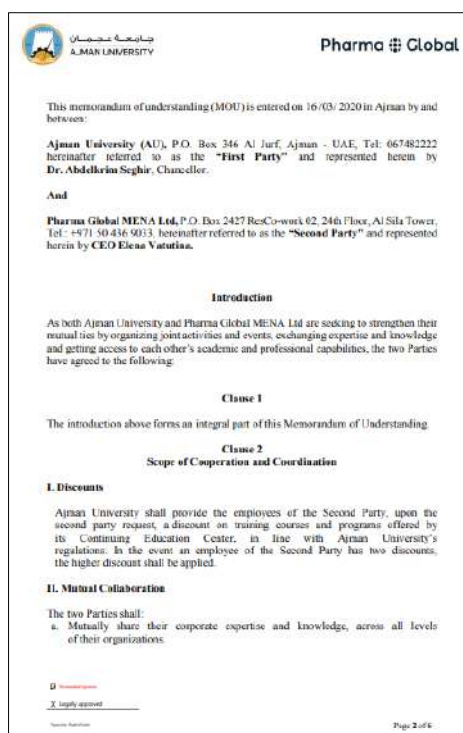 جامعة عجمان
AJMAN UNIVERSITY
Pharma Global
This memorandum of understanding (MOU) is entered on 16/03/2020 in Ajman by and
between:
Ajman University (AU), P.O. Box 346 Al Jurf, Ajman - UAE, Tel: 067482222
hereinafter referred to as the “First Party” and represented herein by
Dr. Abdelkrim Seghir, Chancellor.
And
Pharma Global MENA Ltd, P.O. Box 2427 ResCo-work 02, 24th Floor, Al Sila Tower,
Tel.: +971 50 436 9033, hereinafter referred to as the “Second Party” and represented
herein by CEO Elena Vatutina.
Introduction
As both Ajman University and Pharma Global MENA Ltd are seeking to strengthen their
mutual ties by organizing joint activities and events, exchanging expertise and knowledge
and getting access to each other's academic and professional capabilities, the two Parties
have agreed to the following:
Clause 1
The introduction above forms an integral part of this Memorandum of Understanding.
Clause 2
Scope of Cooperation and Coordination
I. Discounts
Ajman University shall provide the employees of the Second Party, upon the
second party request, a discount on training courses and programs offered by
its Continuing Education Center, in line with Ajman University's
regulations. In the event an employee of the Second Party has two discounts,
the higher discount shall be applied.
II. Mutual Collaboration
The two Parties shall:
a. Mutually share their corporate expertise and knowledge, across all levels
of their organizations.
X Legally approved
Page 2 of 6